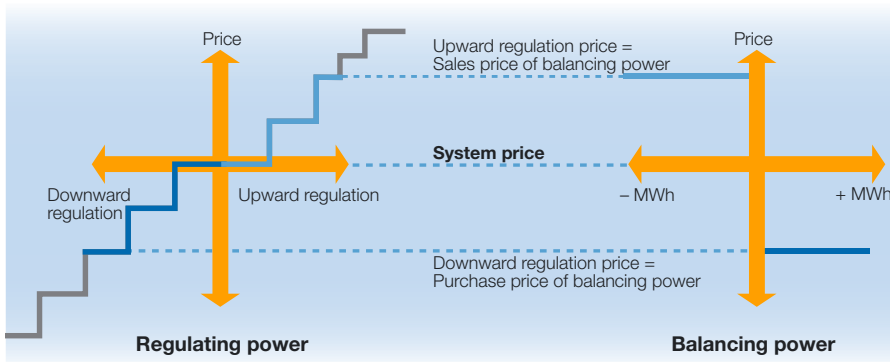 Price
Upward regulation price =
Sales price of balancing power
Price
System price
Downward
regulation
Upward regulation
– MWh
+ MWh
Downward regulation price =
Purchase price of balancing power
Regulating power
Balancing power